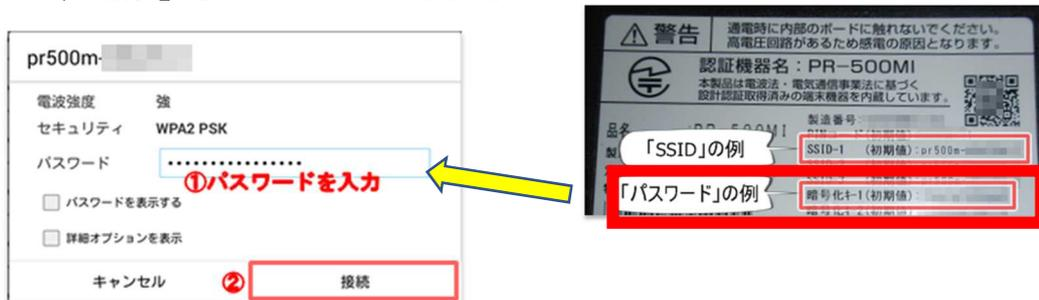 pr500m-
電波強度 強
セキュリティ WPA2 PSK
パスワード ................
①パスワードを入力
パスワードを表示する
詳細オプションを表示
キャンセル ② 接続
警告 通電時に内部のボードに触れないでください。
高電圧回路があるため感電の原因となります。
認証機器名：PR-500MI
本製品は電波法・電気通信事業法に基づく
設計認証取得済みの端末機器を内蔵しています。
製造番号:
品名
「SSID」の例
SSID-1 (初期値):pr500m-
「パスワード」の例
暗号化キー1(初期値):